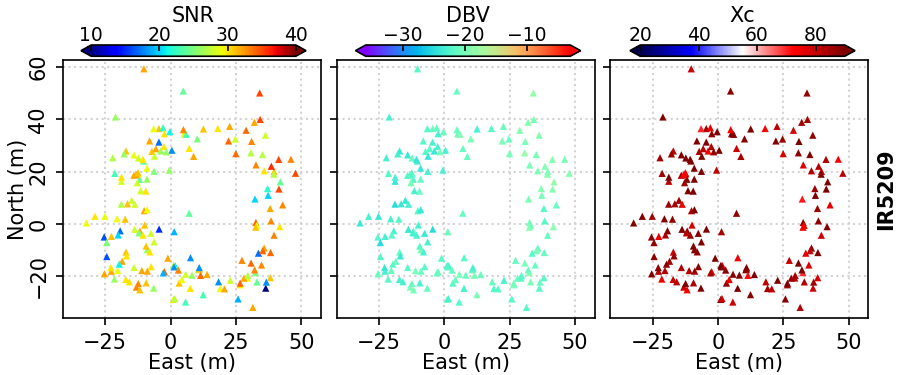 SNR DBV Xc
10 20 30 40 −30 −20 −10 20 40 60 80
60
40
20
0
−20
North (m)
IR5209
−25 0 25 50 −25 0 25 50 −25 0 25 50
East (m) East (m) East (m)